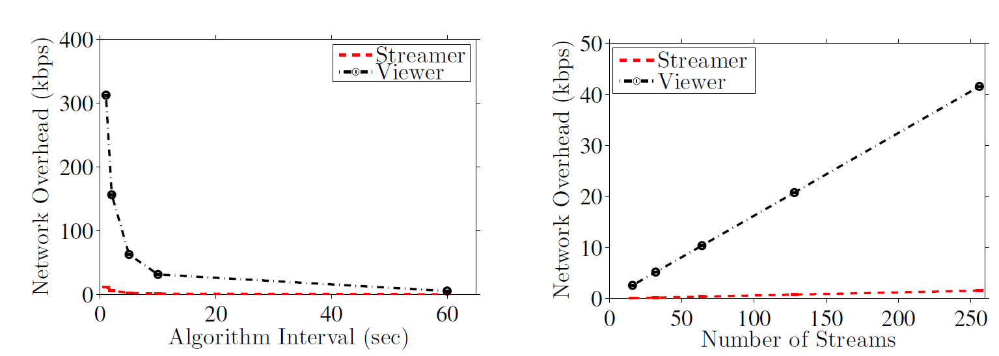 Network Overhead (kbps)
400
300
200
100
0
Streamer
Viewer
0 20 40 60
Algorithm Interval (sec)
Network Overhead (kbps)
50
40
30
20
10
0
Streamer
Viewer
0 50 100 150 200 250
Number of Streams